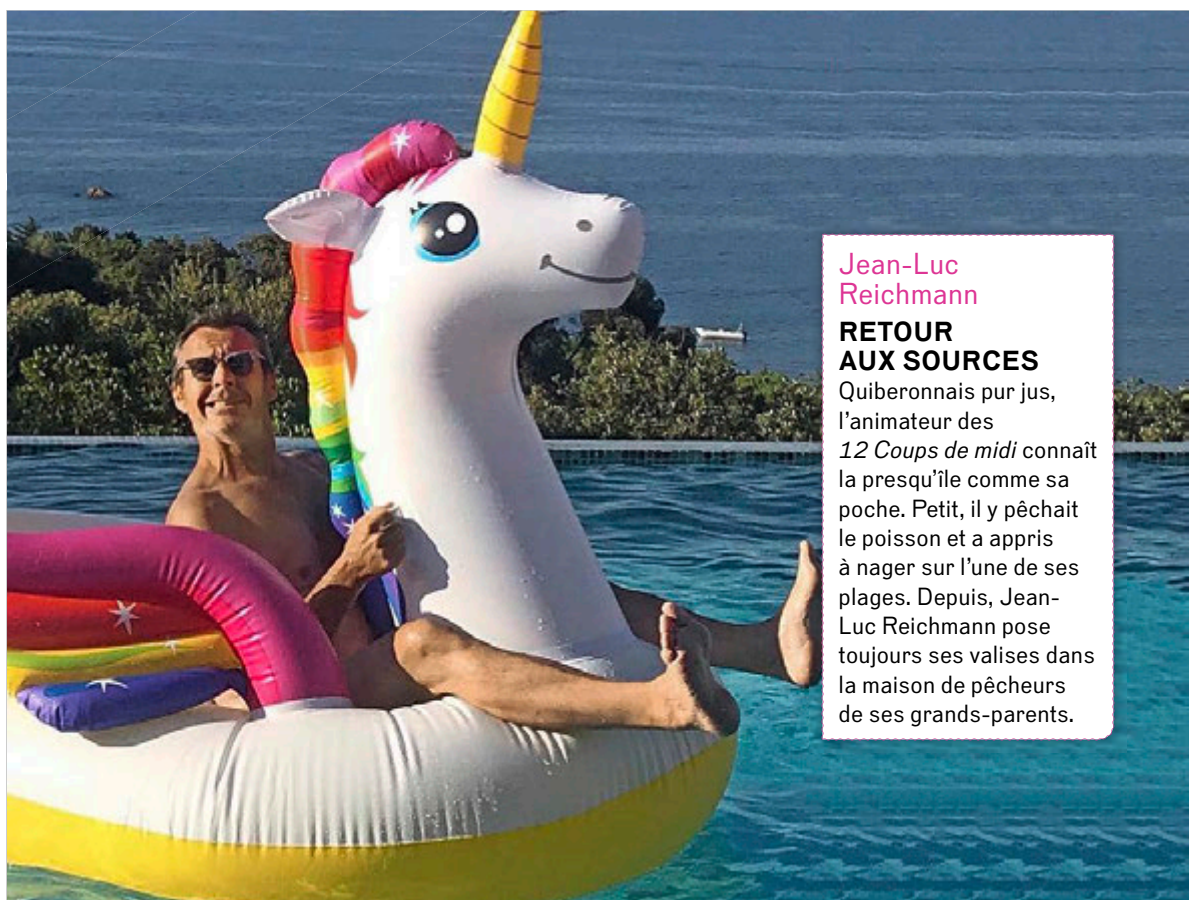 Jean-Luc
Reichmann
RETOUR
AUX SOURCES
Quiberonnais pur jus,
l’animateur des
12 Coups de midi connaît
la presqu’île comme sa
poche. Petit, il y pêchait
le poisson et a appris
à nager sur l’une de ses
plages. Depuis, Jean-
Luc Reichmann pose
toujours ses valises dans
la maison de pêcheurs
de ses grands-parents.